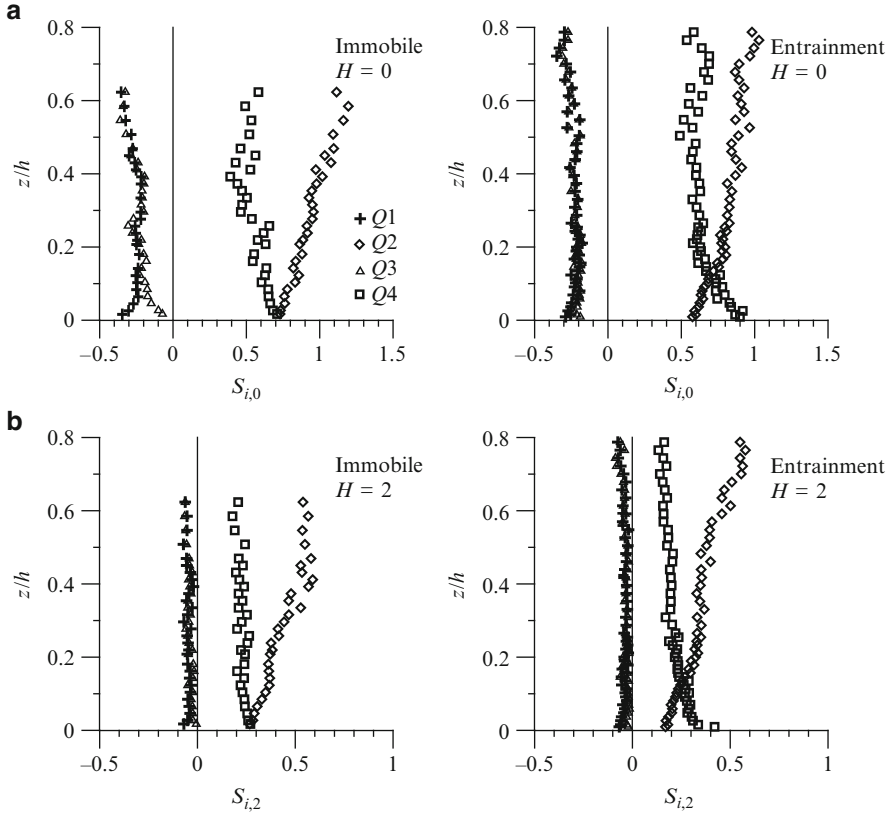 a
Immobile
H = 0
0.8
0.6
0.4
0.2
0
z/h
Q1
Q2
Q3
Q4
−0.5 0 0.5 1 1.5
S_{i,0}
Entrainment
H = 0
0.8
0.6
0.4
0.2
0
z/h
−0.5 0 0.5 1 1.5
S_{i,0}
b
Immobile
H = 2
0.8
0.6
0.4
0.2
0
z/h
−0.5 0 0.5 1
S_{i,2}
Entrainment
H = 2
0.8
0.6
0.4
0.2
0
z/h
−0.5 0 0.5 1
S_{i,2}